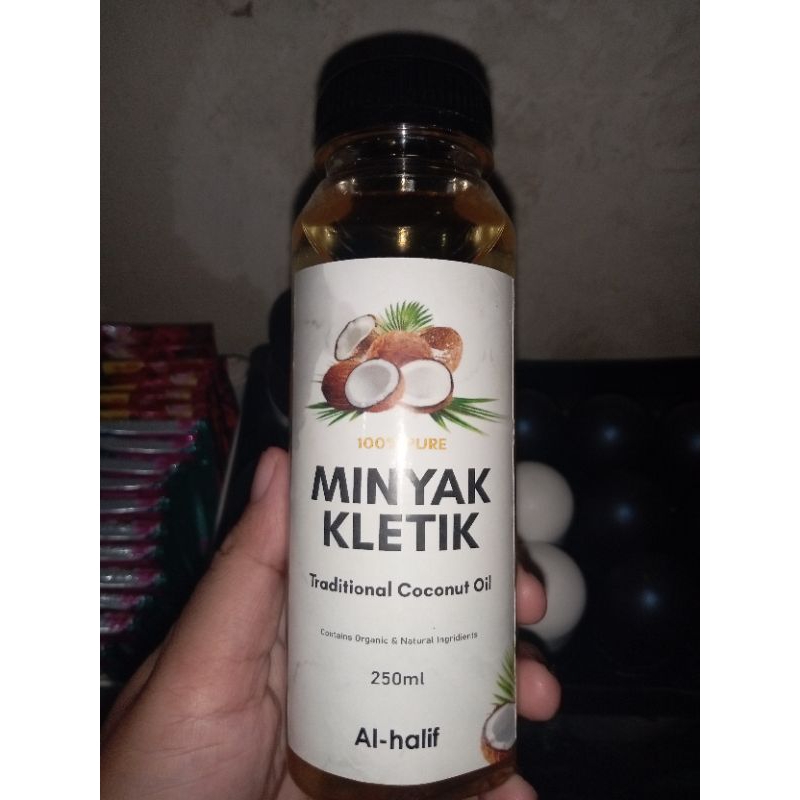 100% PURE
MINYAK
KLETIK
Traditional Coconut Oil
Contains Organic & Natural Ingridients
250ml
Al-halif